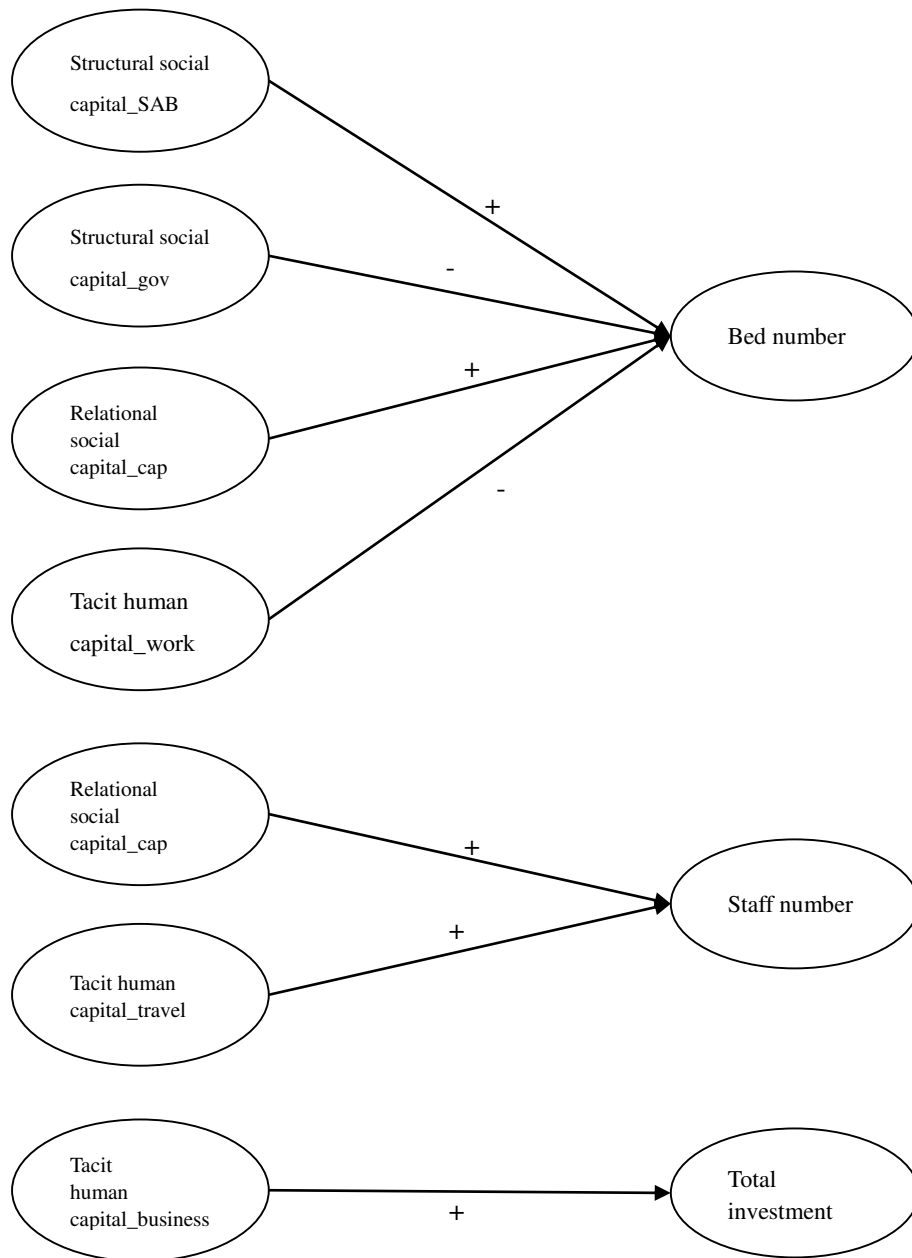 Structural social
capital_SAB
+
Structural social
capital_gov
-
Bed number
Relational
social
capital_cap
+
-
Tacit human
capital_work
Relational
social
capital_cap
+
Staff number
Tacit human
capital_travel
+
Tacit
human
capital_business
+
Total
investment